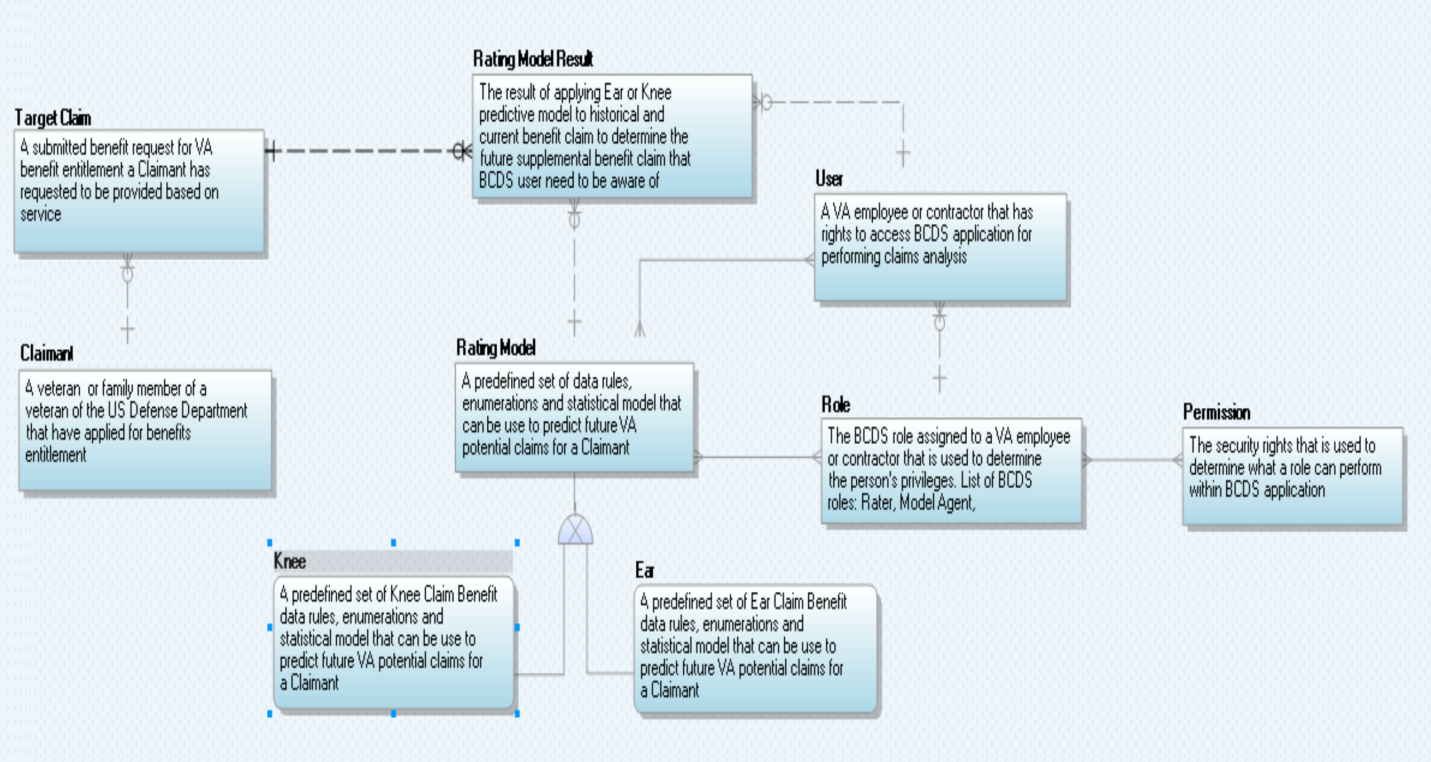 Rating Model Result
The result of applying Ear or Knee
predictive model to historical and
current benefit claim to determine the
future supplemental benefit claim that
BCDS user need to be aware of
Target Claim
A submitted benefit request for VA
benefit entitlement a Claimant has
requested to be provided based on
service
User
A VA employee or contractor that has
rights to access BCDS application for
performing claims analysis
Claimant
A veteran or family member of a
veteran of the US Defense Department
that have applied for benefits
entitlement
Rating Model
A predefined set of data rules,
enumerations and statistical model that
can be use to predict future VA
potential claims for a Claimant
Role
The BCDS role assigned to a VA employee
or contractor that is used to determine
the person's privileges. List of BCDS
roles: Rater, Model Agent,
Permission
The security rights that is used to
determine what a role can perform
within BCDS application
Knee
A predefined set of Knee Claim Benefit
data rules, enumerations and
statistical model that can be use to
predict future VA potential claims for
a Claimant
Ear
A predefined set of Ear Claim Benefit
data rules, enumerations and
statistical model that can be use to
predict future VA potential claims for
a Claimant